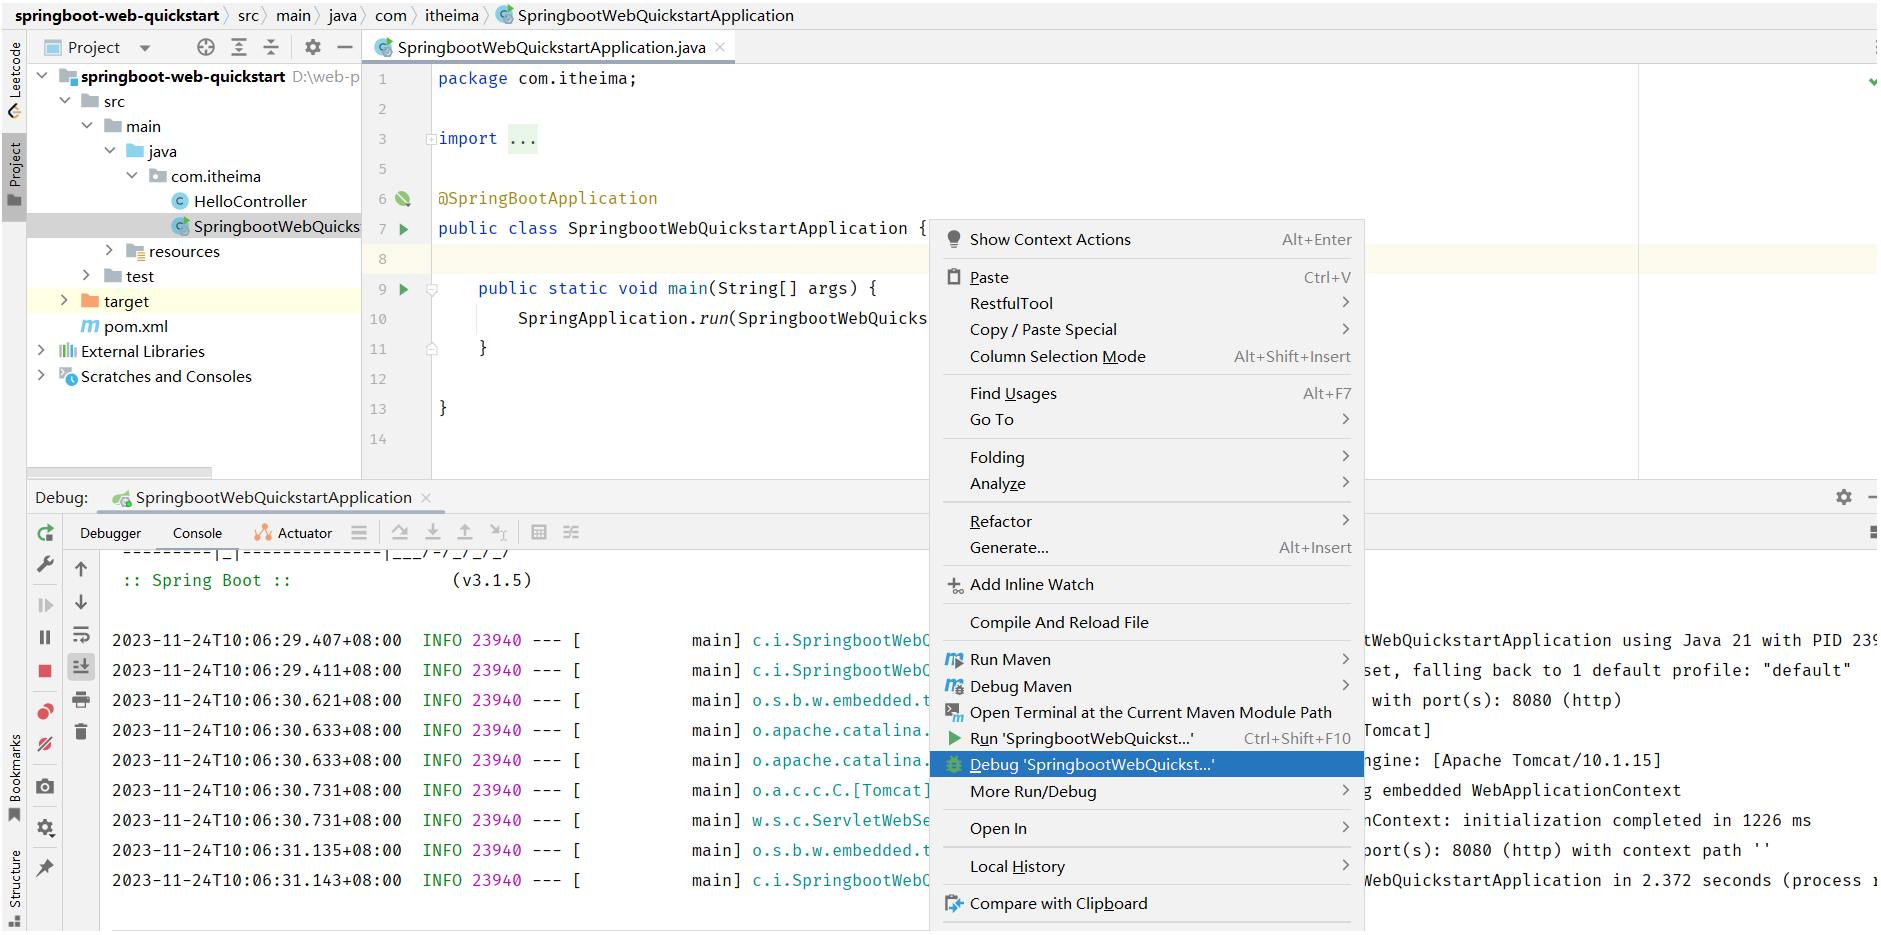 springboot-web-quickstart 〉 src 〉 main 〉 java 〉 com 〉 itheima 〉 SpringbootWebQuickstartApplication
Project
SpringbootWebQuickstartApplication.java
Leetcode
Project
Bookmarks
Structure
springboot-web-quickstart D:\web-p
src
main
java
com.itheima
HelloController
SpringbootWebQuicks
resources
test
target
pom.xml
External Libraries
Scratches and Consoles
1 package com.itheima;
2
3 import ...
5
6 @SpringBootApplication
7 public class SpringbootWebQuickstartApplication {
8
9 public static void main(String[] args) {
10 SpringApplication.run(SpringbootWebQuicks
11 }
12
13 }
14
Show Context Actions Alt+Enter
Paste Ctrl+V
RestfulTool
Copy / Paste Special
Column Selection Mode Alt+Shift+Insert
Find Usages Alt+F7
Go To
Folding
Analyze
Refactor
Generate... Alt+Insert
Add Inline Watch
Compile And Reload File
Run Maven
Debug Maven
Open Terminal at the Current Maven Module Path
Run 'SpringbootWebQuickst...' Ctrl+Shift+F10
Debug 'SpringbootWebQuickst...'
More Run/Debug
Open In
Local History
Compare with Clipboard
Debug: SpringbootWebQuickstartApplication
Debugger Console Actuator
:: Spring Boot :: (v3.1.5)
2023-11-24T10:06:29.407+08:00 INFO 23940 --- [ main] c.i.SpringbootWebQ tWebQuickstartApplication using Java 21 with PID 239
2023-11-24T10:06:29.411+08:00 INFO 23940 --- [ main] c.i.SpringbootWebQ set, falling back to 1 default profile: "default"
2023-11-24T10:06:30.621+08:00 INFO 23940 --- [ main] o.s.b.w.embedded.t with port(s): 8080 (http)
2023-11-24T10:06:30.633+08:00 INFO 23940 --- [ main] o.apache.catalina. Tomcat]
2023-11-24T10:06:30.633+08:00 INFO 23940 --- [ main] o.apache.catalina. ngine: [Apache Tomcat/10.1.15]
2023-11-24T10:06:30.731+08:00 INFO 23940 --- [ main] o.a.c.c.C.[Tomcat] g embedded WebApplicationContext
2023-11-24T10:06:30.731+08:00 INFO 23940 --- [ main] w.s.c.ServletWebSe nContext: initialization completed in 1226 ms
2023-11-24T10:06:31.135+08:00 INFO 23940 --- [ main] o.s.b.w.embedded.t port(s): 8080 (http) with context path ''
2023-11-24T10:06:31.143+08:00 INFO 23940 --- [ main] c.i.SpringbootWebQ WebQuickstartApplication in 2.372 seconds (process r